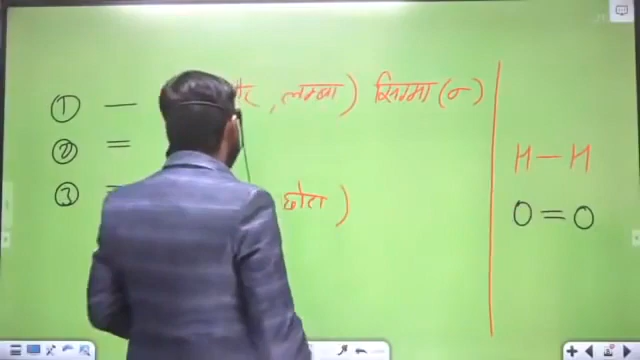 ① — , लम्बा) सिग्मा (σ)
② =
③ छोटा)
H — H
O = O